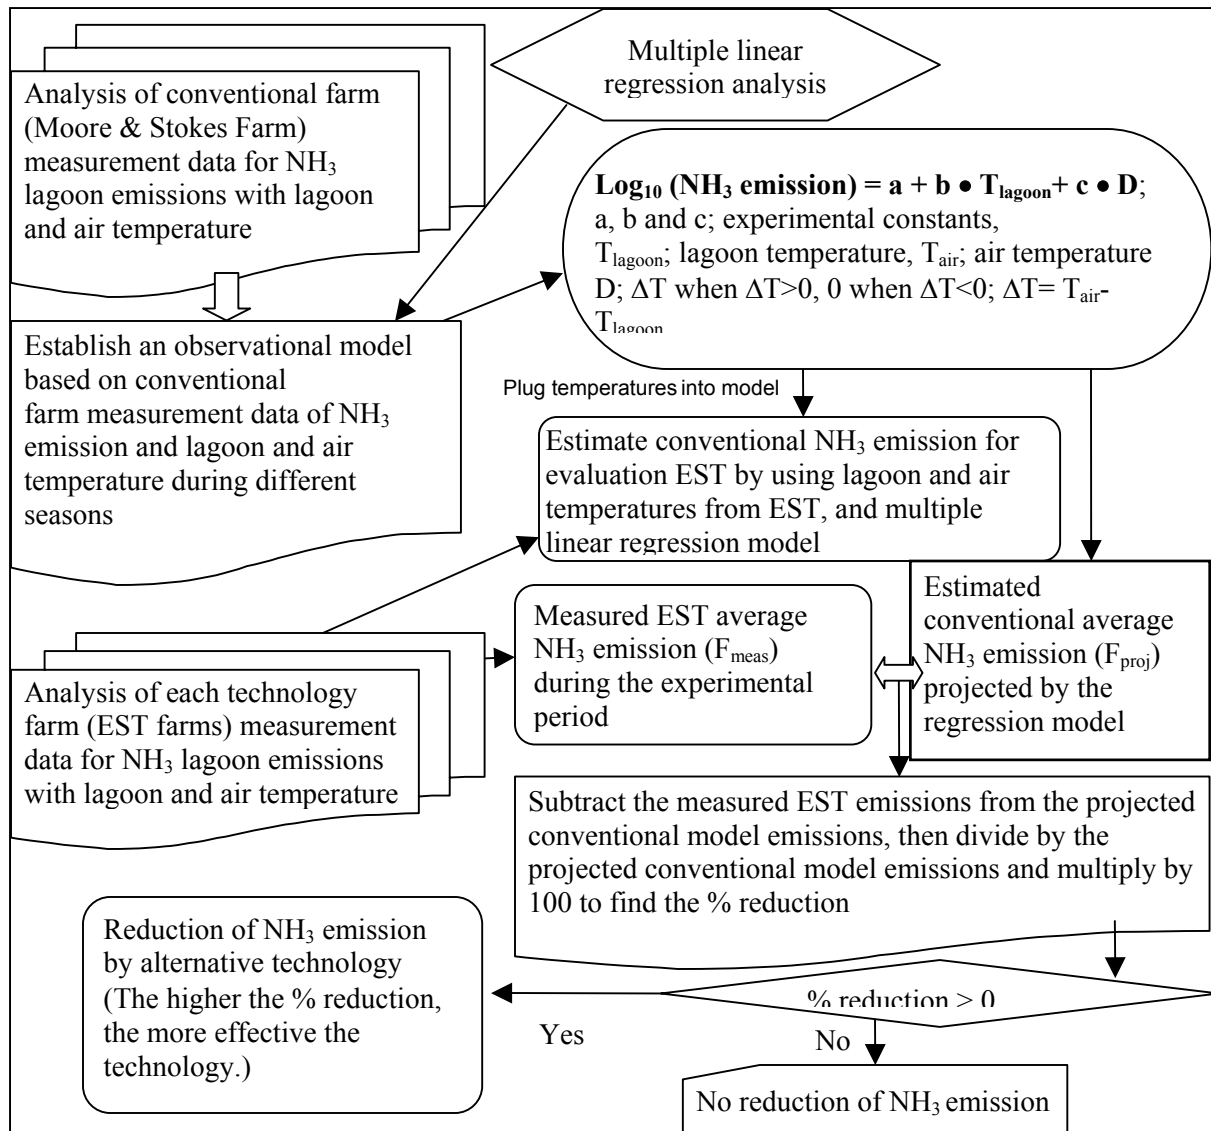 Multiple linear
regression analysis
Analysis of conventional farm
(Moore & Stokes Farm)
measurement data for NH₃
lagoon emissions with lagoon
and air temperature
Log₁₀ (NH₃ emission) = a + b • T_lagoon+ c • D;
a, b and c; experimental constants,
T_lagoon; lagoon temperature, T_air; air temperature
D; ΔT when ΔT>0, 0 when ΔT<0; ΔT= T_air-
T_lagoon
Establish an observational model
based on conventional
farm measurement data of NH₃
emission and lagoon and air
temperature during different
seasons
Plug temperatures into model
Estimate conventional NH₃ emission for
evaluation EST by using lagoon and air
temperatures from EST, and multiple
linear regression model
Measured EST average
NH₃ emission (F_meas)
during the experimental
period
Estimated
conventional average
NH₃ emission (F_proj)
projected by the
regression model
Analysis of each technology
farm (EST farms) measurement
data for NH₃ lagoon emissions
with lagoon and air temperature
Subtract the measured EST emissions from the projected
conventional model emissions, then divide by the
projected conventional model emissions and multiply by
100 to find the % reduction
Reduction of NH₃ emission
by alternative technology
(The higher the % reduction,
the more effective the
technology.)
% reduction > 0
Yes
No
No reduction of NH₃ emission